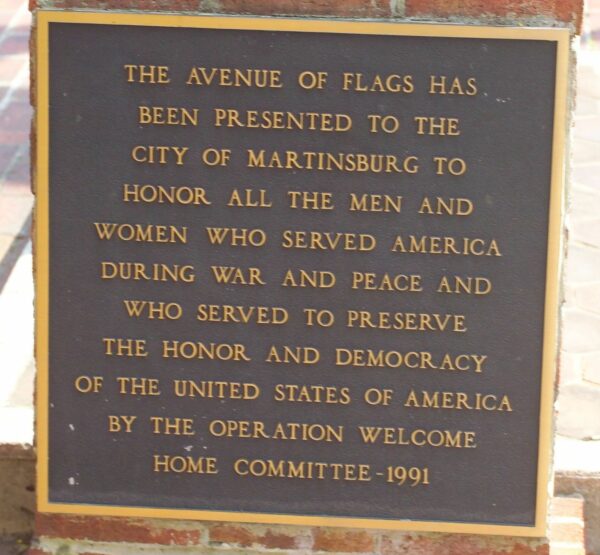 THE AVENUE OF FLAGS HAS
BEEN PRESENTED TO THE
CITY OF MARTINSBURG TO
HONOR ALL THE MEN AND
WOMEN WHO SERVED AMERICA
DURING WAR AND PEACE AND
WHO SERVED TO PRESERVE
THE HONOR AND DEMOCRACY
OF THE UNITED STATES OF AMERICA
BY THE OPERATION WELCOME
HOME COMMITTEE-1991